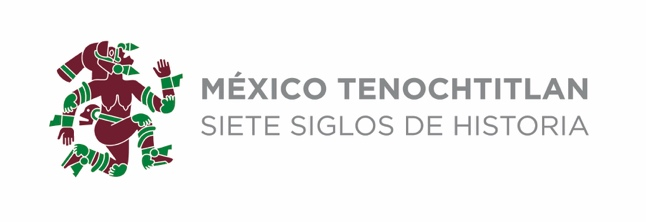 MÉXICO TENOCHTITLAN
SIETE SIGLOS DE HISTORIA